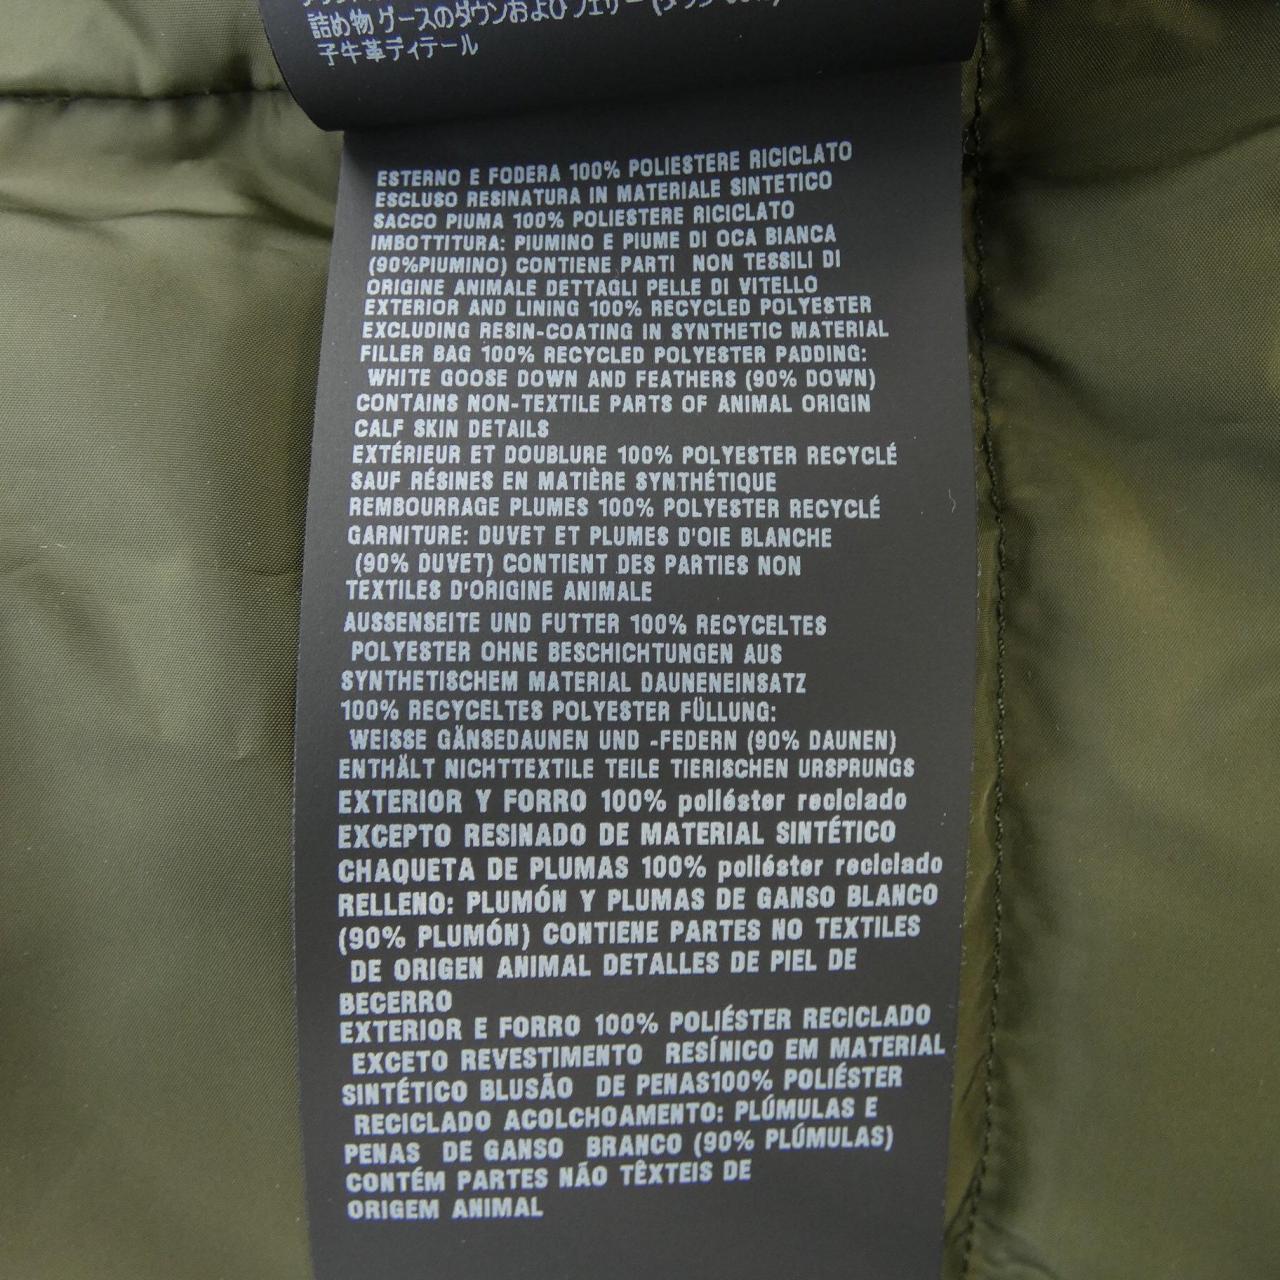 詰め物 グースのダウンおよびフェザー
子牛革ディテール
ESTERNO E FODERA 100% POLIESTERE RICICLATO
ESCLUSO RESINATURA IN MATERIALE SINTETICO
SACCO PIUMA 100% POLIESTERE RICICLATO
IMBOTTITURA: PIUMINO E PIUME DI OCA BIANCA
(90%PIUMINO) CONTIENE PARTI NON TESSILI DI
ORIGINE ANIMALE DETTAGLI PELLE DI VITELLO
EXTERIOR AND LINING 100% RECYCLED POLYESTER
EXCLUDING RESIN-COATING IN SYNTHETIC MATERIAL
FILLER BAG 100% RECYCLED POLYESTER PADDING:
WHITE GOOSE DOWN AND FEATHERS (90% DOWN)
CONTAINS NON-TEXTILE PARTS OF ANIMAL ORIGIN
CALF SKIN DETAILS
EXTÉRIEUR ET DOUBLURE 100% POLYESTER RECYCLÉ
SAUF RÉSINES EN MATIÈRE SYNTHÉTIQUE
REMBOURRAGE PLUMES 100% POLYESTER RECYCLÉ
GARNITURE: DUVET ET PLUMES D'OIE BLANCHE
(90% DUVET) CONTIENT DES PARTIES NON
TEXTILES D'ORIGINE ANIMALE
AUSSENSEITE UND FUTTER 100% RECYCELTES
POLYESTER OHNE BESCHICHTUNGEN AUS
SYNTHETISCHEM MATERIAL DAUNENEINSATZ
100% RECYCELTES POLYESTER FÜLLUNG:
WEISSE GÄNSEDAUNEN UND -FEDERN (90% DAUNEN)
ENTHÄLT NICHTTEXTILE TEILE TIERISCHEN URSPRUNGS
EXTERIOR Y FORRO 100% poliéster reciclado
EXCEPTO RESINADO DE MATERIAL SINTÉTICO
CHAQUETA DE PLUMAS 100% poliéster reciclado
RELLENO: PLUMÓN Y PLUMAS DE GANSO BLANCO
(90% PLUMÓN) CONTIENE PARTES NO TEXTILES
DE ORIGEN ANIMAL DETALLES DE PIEL DE
BECERRO
EXTERIOR E FORRO 100% POLIÉSTER RECICLADO
EXCETO REVESTIMENTO RESÍNICO EM MATERIAL
SINTÉTICO BLUSÃO DE PENAS100% POLIÉSTER
RECICLADO ACOLCHOAMENTO: PLÚMULAS E
PENAS DE GANSO BRANCO (90% PLÚMULAS)
CONTÉM PARTES NÃO TÊXTEIS DE
ORIGEM ANIMAL